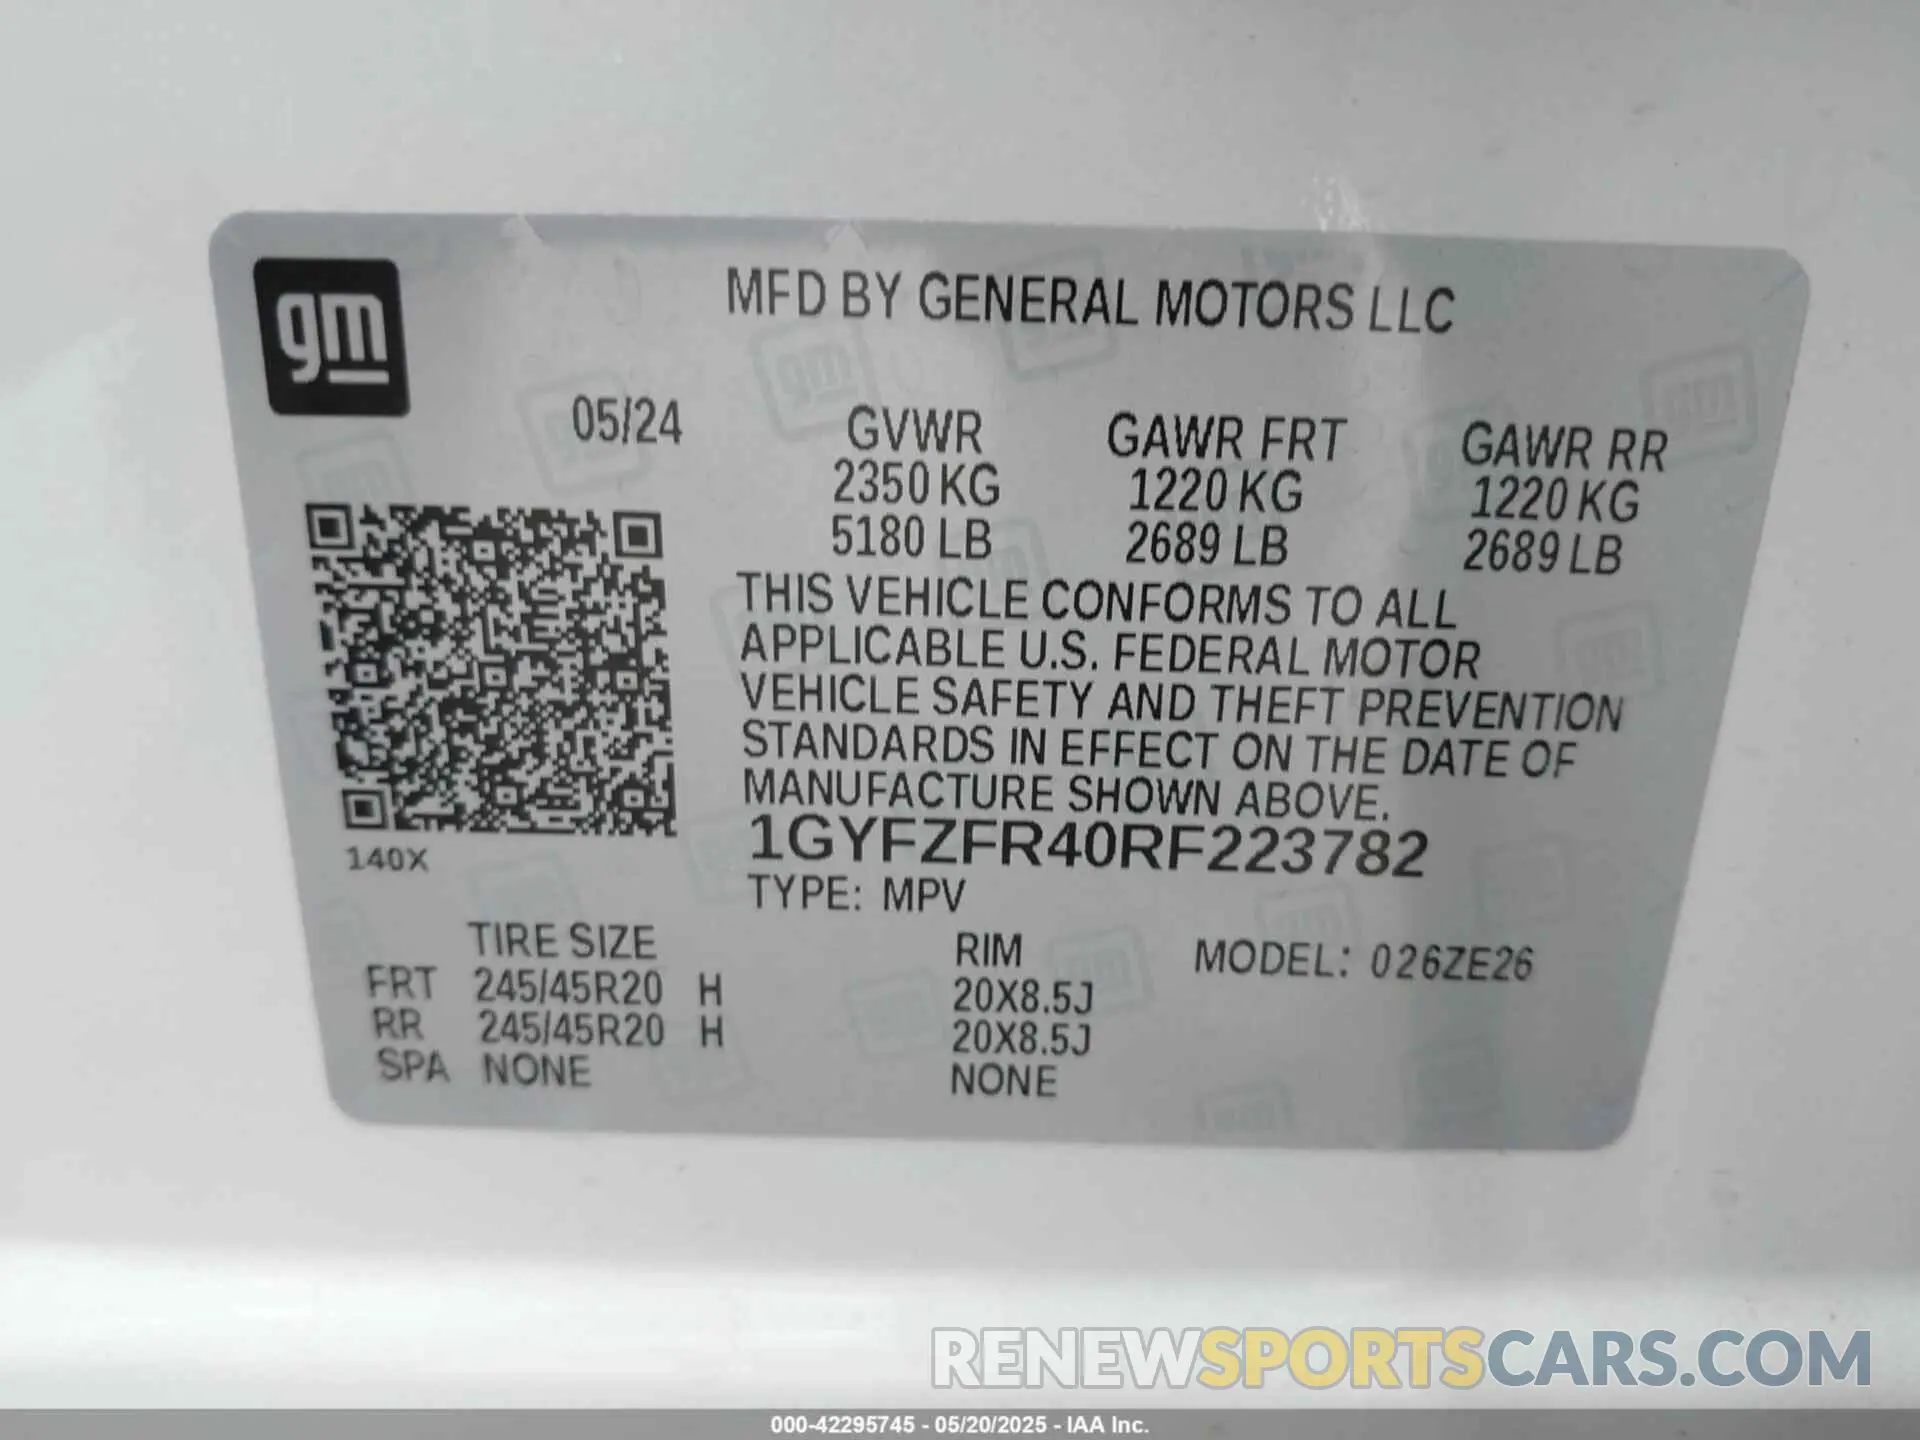 gm
MFD BY GENERAL MOTORS LLC
05/24 GVWR GAWR FRT GAWR RR
2350 KG 1220 KG 1220 KG
5180 LB 2689 LB 2689 LB
THIS VEHICLE CONFORMS TO ALL
APPLICABLE U.S. FEDERAL MOTOR
VEHICLE SAFETY AND THEFT PREVENTION
STANDARDS IN EFFECT ON THE DATE OF
MANUFACTURE SHOWN ABOVE.
1GYFZFR40RF223782
140X
TYPE: MPV
TIRE SIZE RIM MODEL: 026ZE26
FRT 245/45R20 H 20X8.5J
RR 245/45R20 H 20X8.5J
SPA NONE NONE
RENEWSPORTSCARS.COM
000-42295745 - 05/20/2025 - IAA Inc.